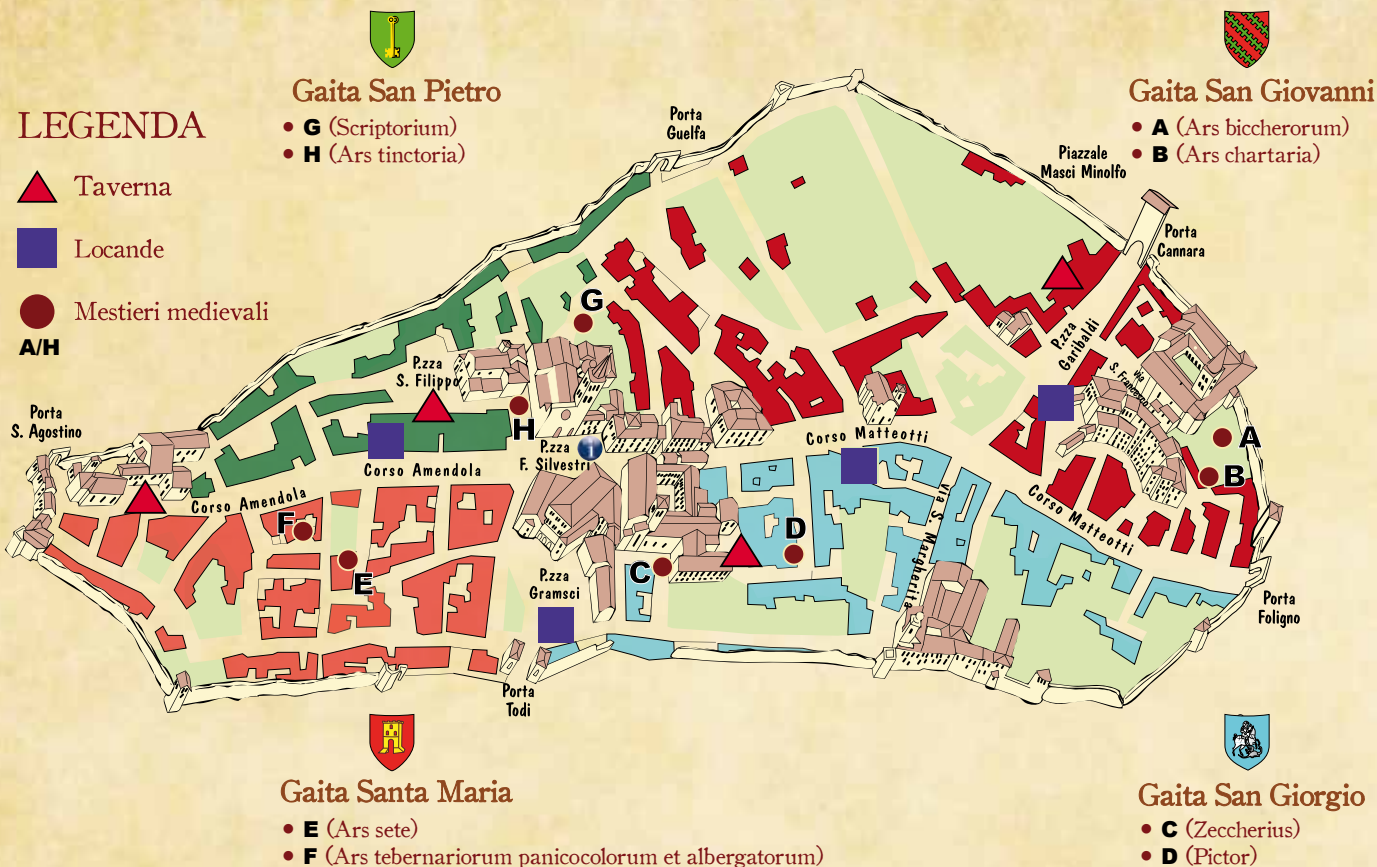 Gaita San Pietro
• G (Scriptorium)
• H (Ars tinctoria)
Gaita San Giovanni
• A (Ars biccherorum)
• B (Ars chartaria)
LEGENDA
Taverna
Locande
Mestieri medievali
A/H
Porta
Guelfa
Piazzale
Masci Minolfo
Porta
Cannara
G
P.zza
Garibaldi
via
S. Francesco
P.zza
S. Filippo
Porta
S. Agostino
H
P.zza
F. Silvestri
i
Corso Matteotti
A
B
Corso Amendola
Corso Amendola
F
E
D
C
via S. Margherita
Corso Matteotti
P.zza
Gramsci
Porta
Foligno
Porta
Todi
Gaita Santa Maria
• E (Ars sete)
• F (Ars tebernariorum panicocolorum et albergatorum)
Gaita San Giorgio
• C (Zeccherius)
• D (Pictor)